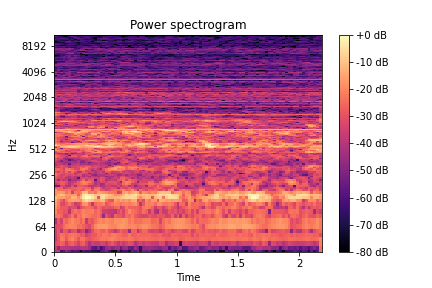 Power spectrogram
8192
4096
2048
1024
512
256
128
64
0
Hz
0
0.5
1
1.5
2
Time
+0 dB
-10 dB
-20 dB
-30 dB
-40 dB
-50 dB
-60 dB
-70 dB
-80 dB